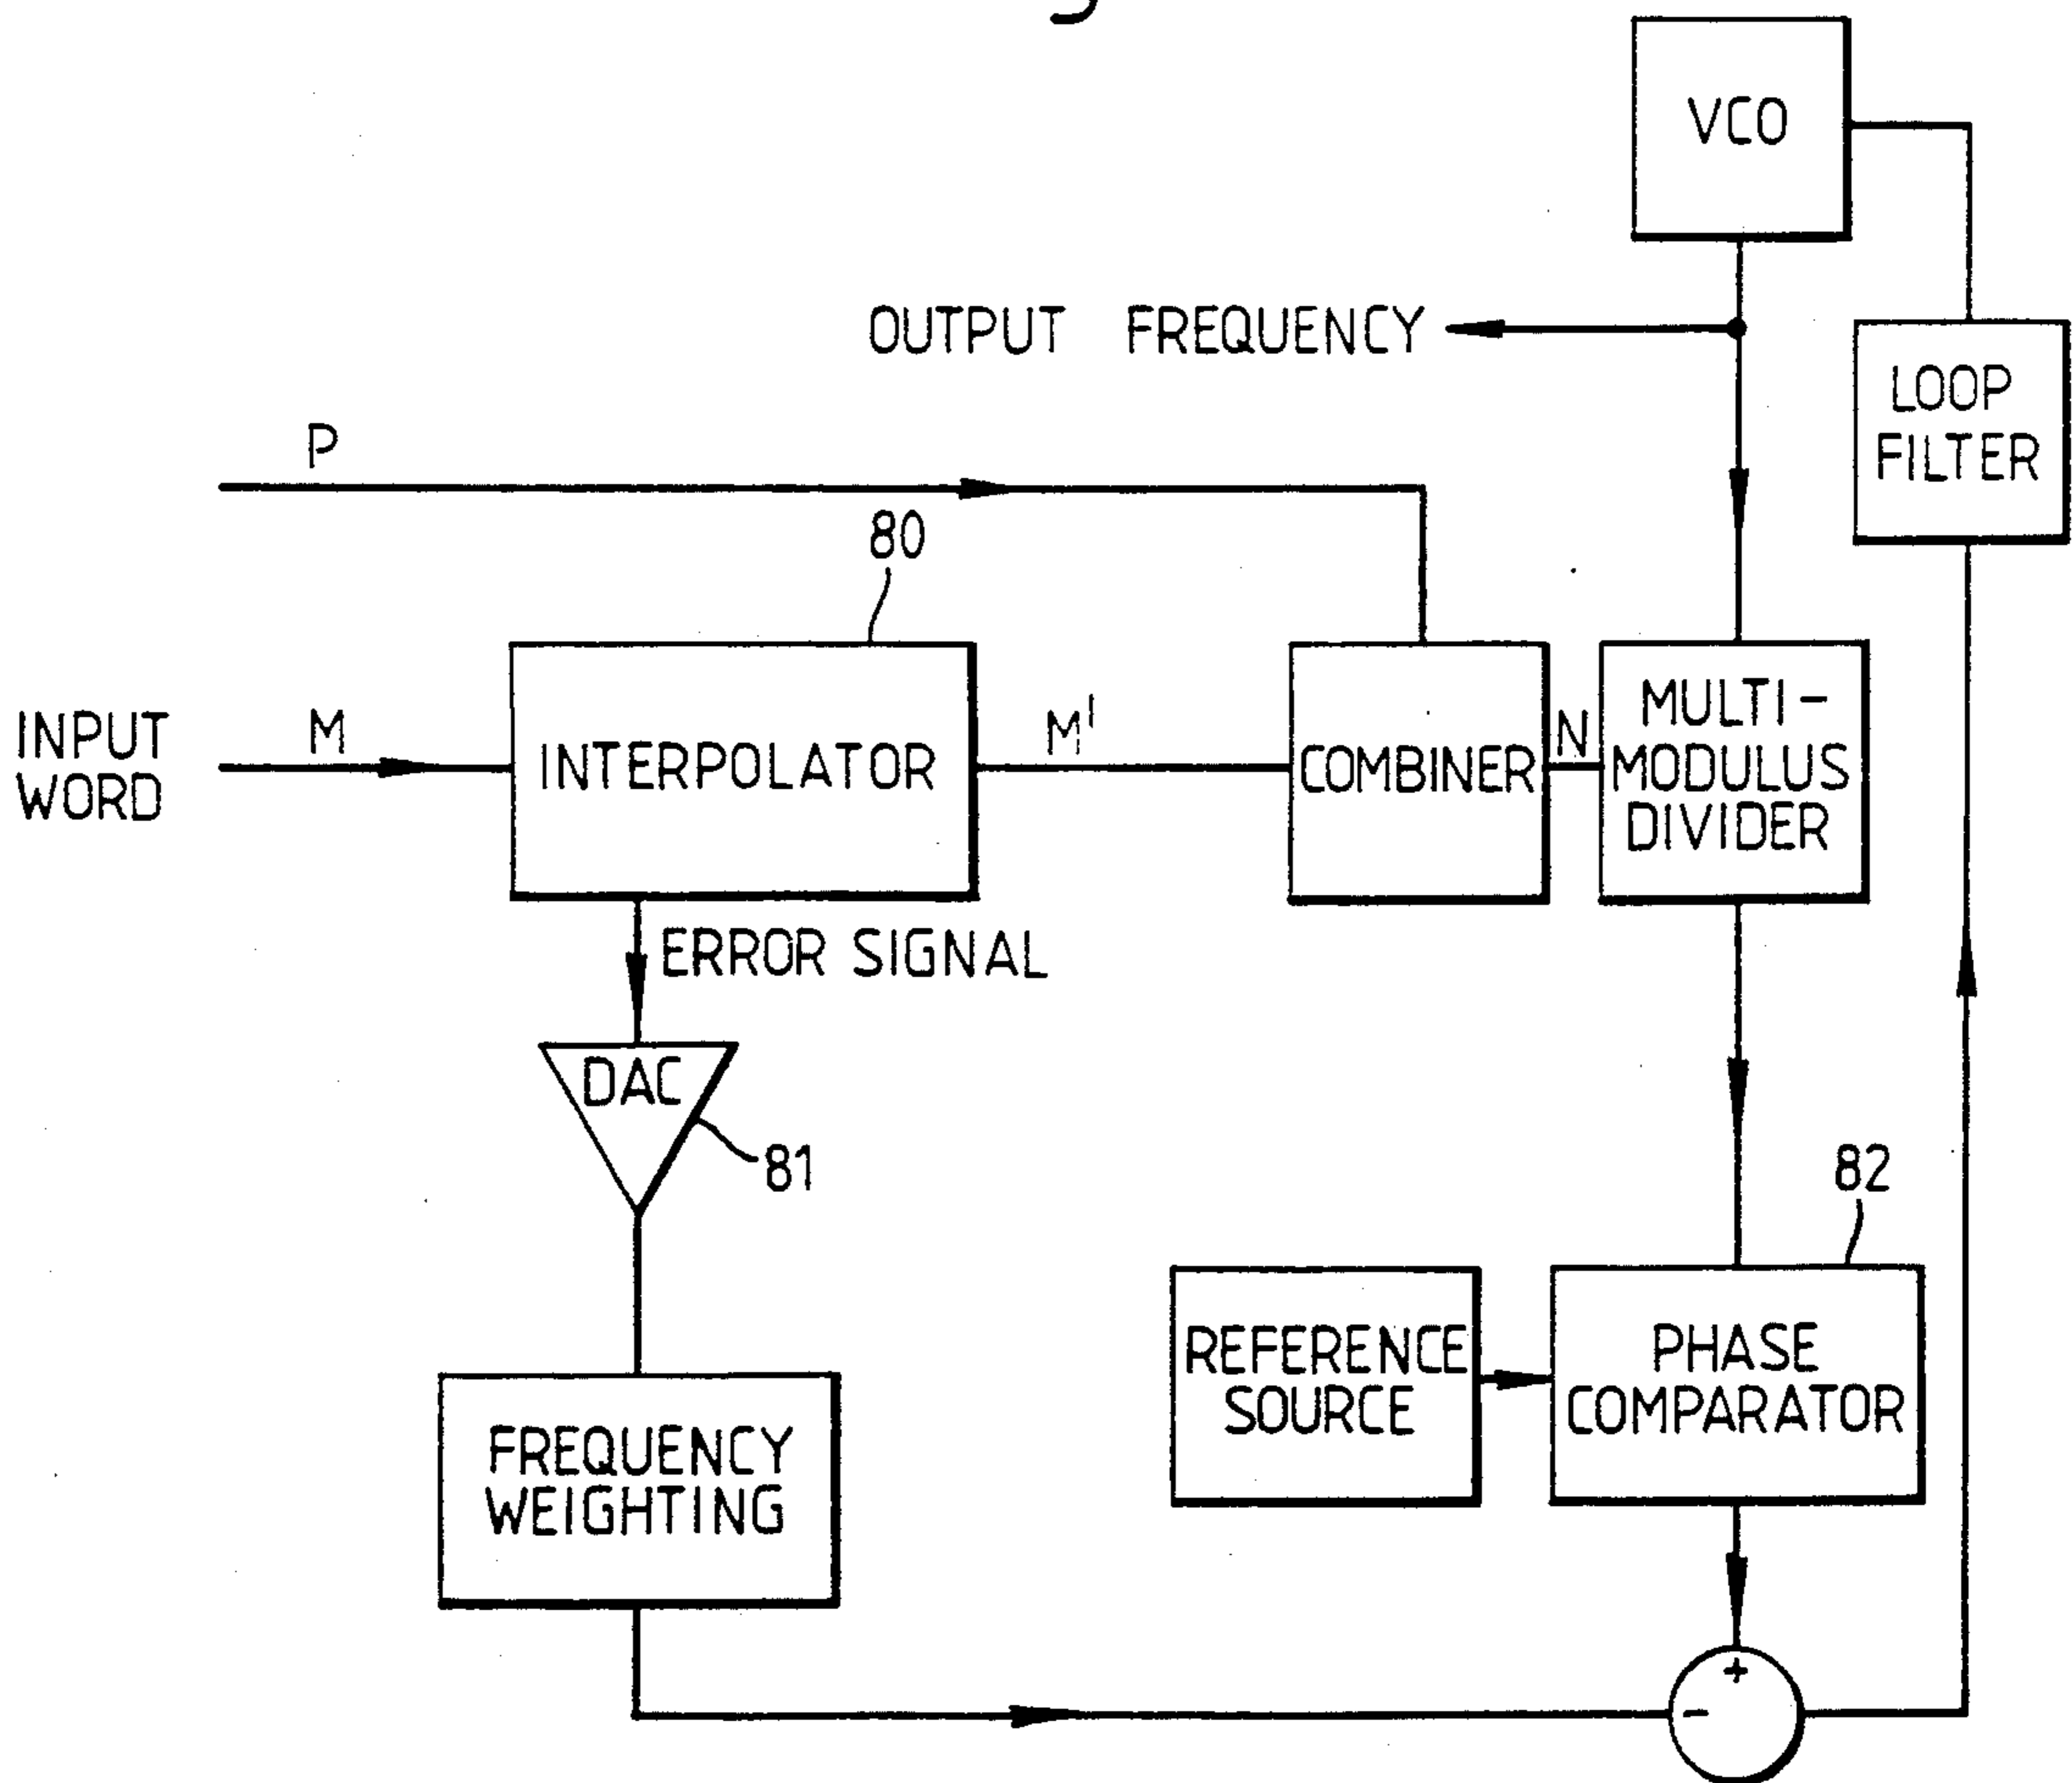 VCO
OUTPUT FREQUENCY
LOOP
FILTER
P
80
INPUT
WORD
M
INTERPOLATOR
M'
COMBINER
N
MULTI-
MODULUS
DIVIDER
ERROR SIGNAL
DAC
81
82
REFERENCE
SOURCE
PHASE
COMPARATOR
FREQUENCY
WEIGHTING
+
-